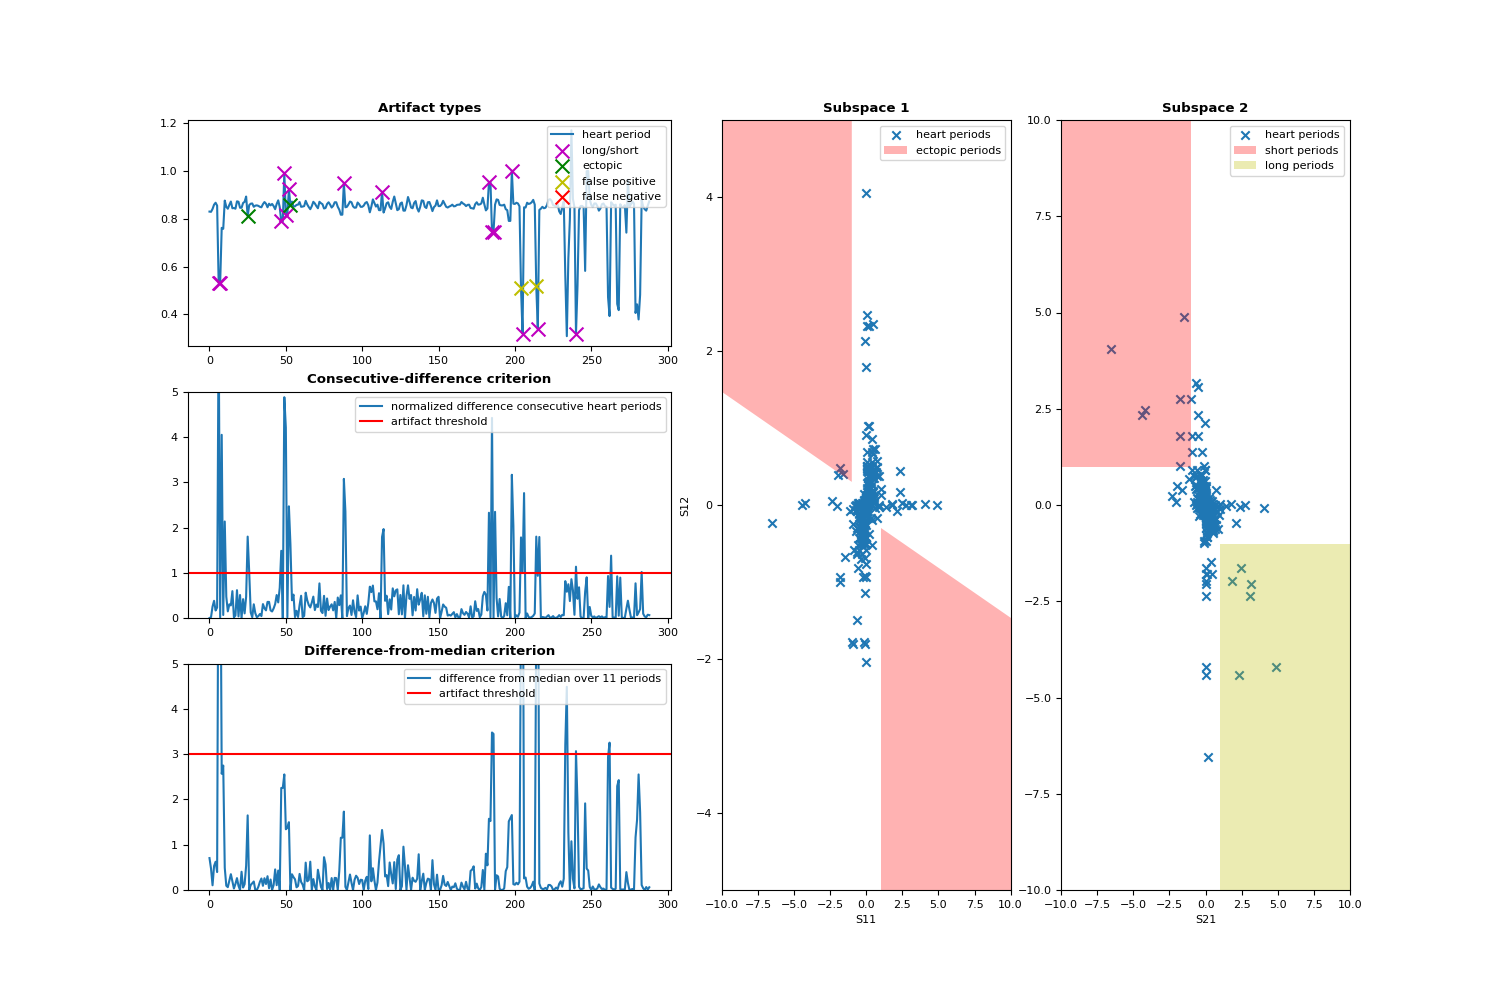 Artifact types
1.2
1.0
0.8
0.6
0.4
0 50 100 150 200 250 300
heart period
long/short
ectopic
false positive
false negative
Consecutive-difference criterion
5
4
3
2
1
0
0 50 100 150 200 250 300
normalized difference consecutive heart periods
artifact threshold
Difference-from-median criterion
5
4
3
2
1
0
0 50 100 150 200 250 300
difference from median over 11 periods
artifact threshold
Subspace 1
4
2
0
−2
−4
S12
−10.0 −7.5 −5.0 −2.5 0.0 2.5 5.0 7.5 10.0
S11
heart periods
ectopic periods
Subspace 2
10.0
7.5
5.0
2.5
0.0
−2.5
−5.0
−7.5
−10.0
−10.0 −7.5 −5.0 −2.5 0.0 2.5 5.0 7.5 10.0
S21
heart periods
short periods
long periods